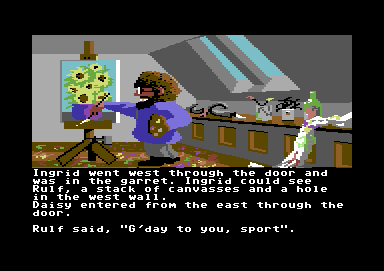 Ingrid went west through the door and
was in the garret. Ingrid could see
Rulf, a stack of canvasses and a hole
in the west wall.
Daisy entered from the east through the
door.
Rulf said, "G'day to you, sport".